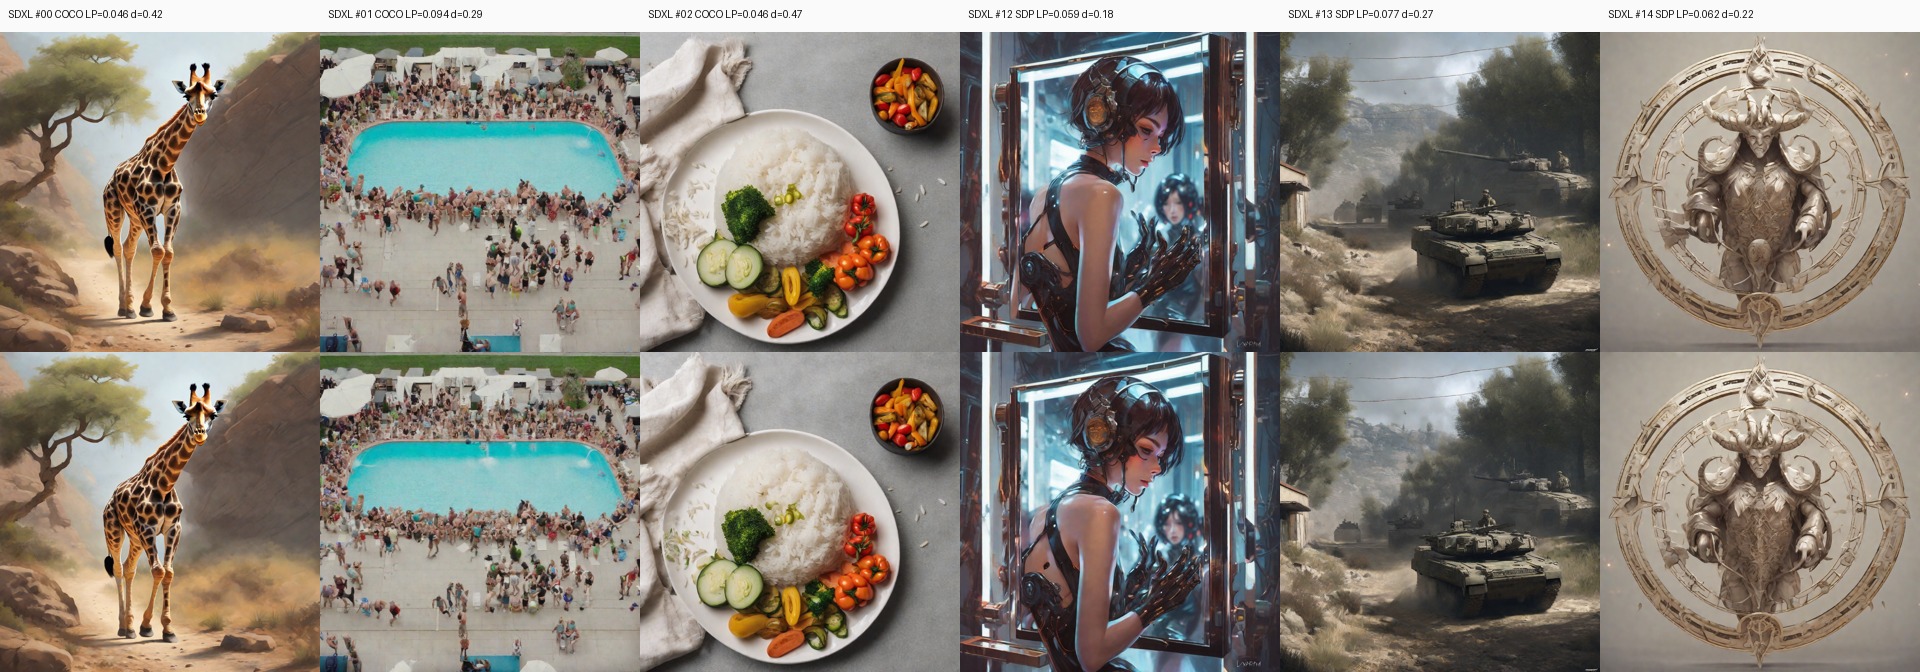 SDXL #00 COCO LP=0.046 d=0.42
SDXL #01 COCO LP=0.094 d=0.29
SDXL #02 COCO LP=0.046 d=0.47
SDXL #12 SDP LP=0.059 d=0.18
SDXL #13 SDP LP=0.077 d=0.27
SDXL #14 SDP LP=0.062 d=0.22